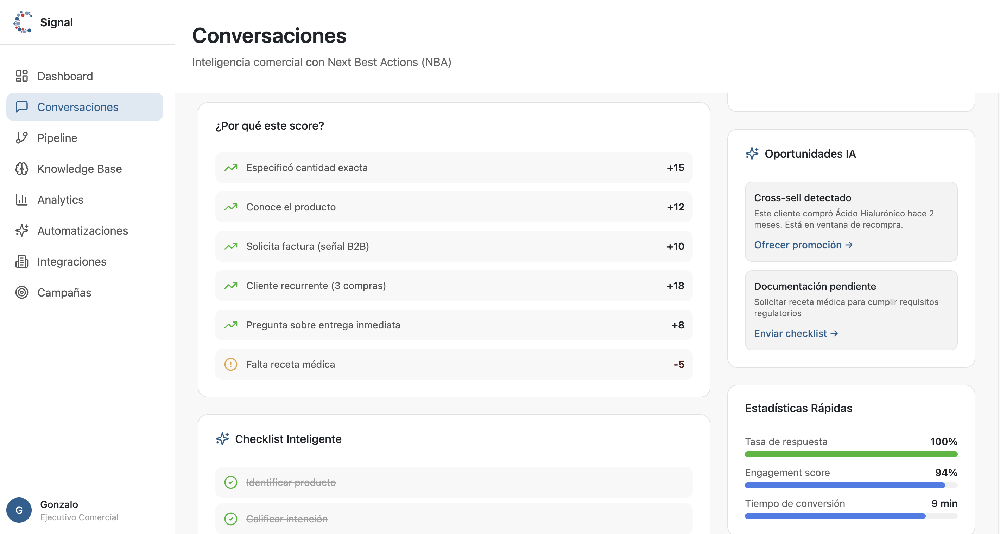 Signal
Dashboard
Conversaciones
Pipeline
Knowledge Base
Analytics
Automatizaciones
Integraciones
Campañas
G
Gonzalo
Ejecutivo Comercial
Conversaciones
Inteligencia comercial con Next Best Actions (NBA)
¿Por qué este score?
Especificó cantidad exacta +15
Conoce el producto +12
Solicita factura (señal B2B) +10
Cliente recurrente (3 compras) +18
Pregunta sobre entrega inmediata +8
Falta receta médica -5
Checklist Inteligente
Identificar producto
Calificar intención
Oportunidades IA
Cross-sell detectado
Este cliente compró Ácido Hialurónico hace 2
meses. Está en ventana de recompra.
Ofrecer promoción →
Documentación pendiente
Solicitar receta médica para cumplir requisitos
regulatorios
Enviar checklist →
Estadísticas Rápidas
Tasa de respuesta 100%
Engagement score 94%
Tiempo de conversión 9 min